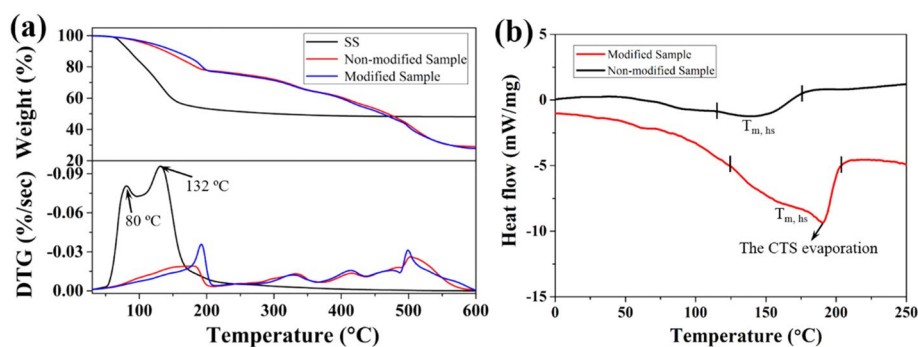 (a)
Weight (%)
100
80
60
40
20
SS
Non-modified Sample
Modified Sample
DTG (%/sec)
-0.09
-0.06
-0.03
0.00
80 °C
132 °C
100 200 300 400 500 600
Temperature (°C)
(b)
Heat flow (mW/mg)
5
0
-5
-10
-15
Modified Sample
Non-modified Sample
Tm, hs
Tm, hs
The CTS evaporation
0 50 100 150 200 250
Temperature (°C)